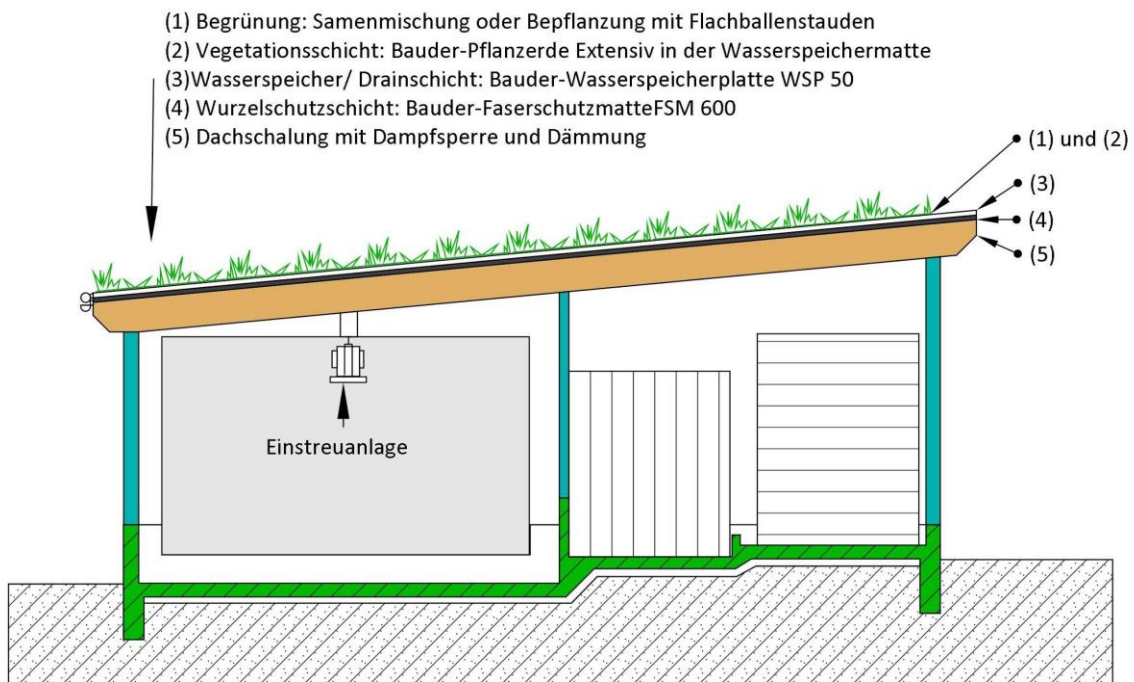 (1) Begrünung: Samenmischung oder Bepflanzung mit Flachballenstauden
(2) Vegetationsschicht: Bauder-Pflanzerde Extensiv in der Wasserspeichermatte
(3)Wasserspeicher/ Drainschicht: Bauder-Wasserspeicherplatte WSP 50
(4) Wurzelschutzschicht: Bauder-FaserschutzmatteFSM 600
(5) Dachschalung mit Dampfsperre und Dämmung
(1) und (2)
(3)
(4)
(5)
Einstreuanlage